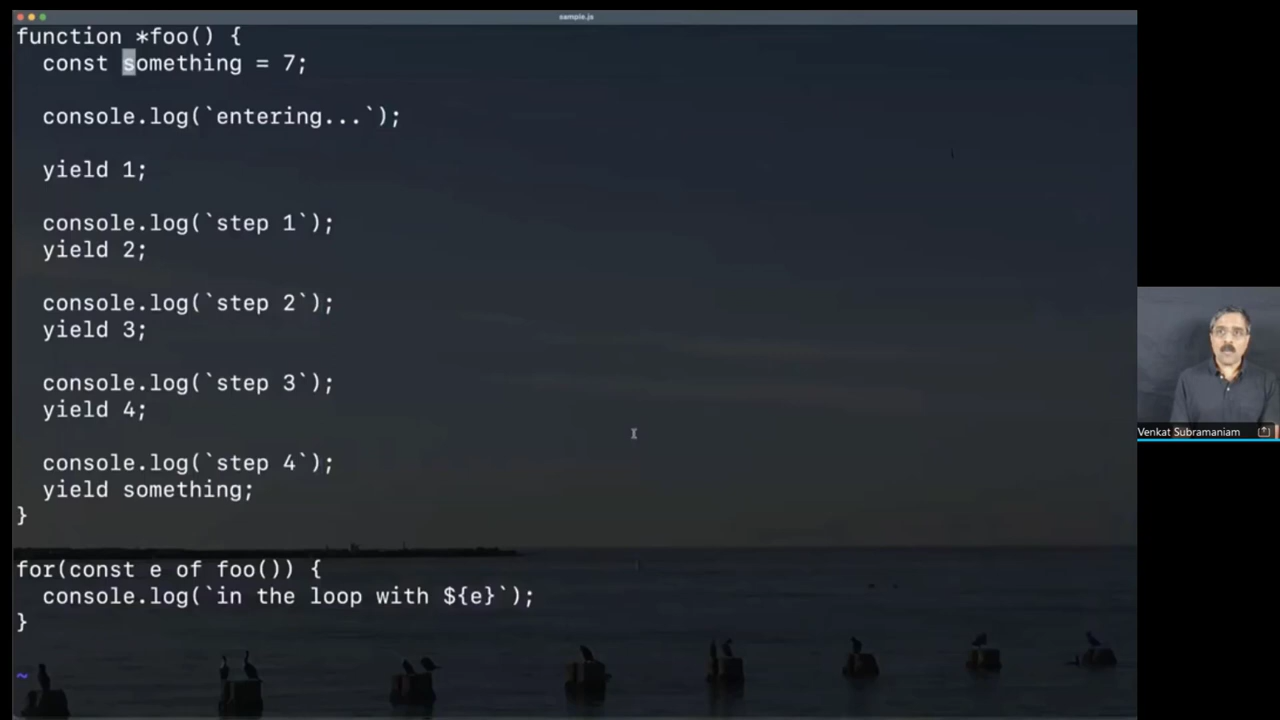 sample.js
function *foo() {
  const something = 7;
  console.log(`entering...`);
  yield 1;
  console.log(`step 1`);
  yield 2;
  console.log(`step 2`);
  yield 3;
  console.log(`step 3`);
  yield 4;
  console.log(`step 4`);
  yield something;
}
for(const e of foo()) {
  console.log(`in the loop with ${e}`);
}
~
Venkat Subramaniam